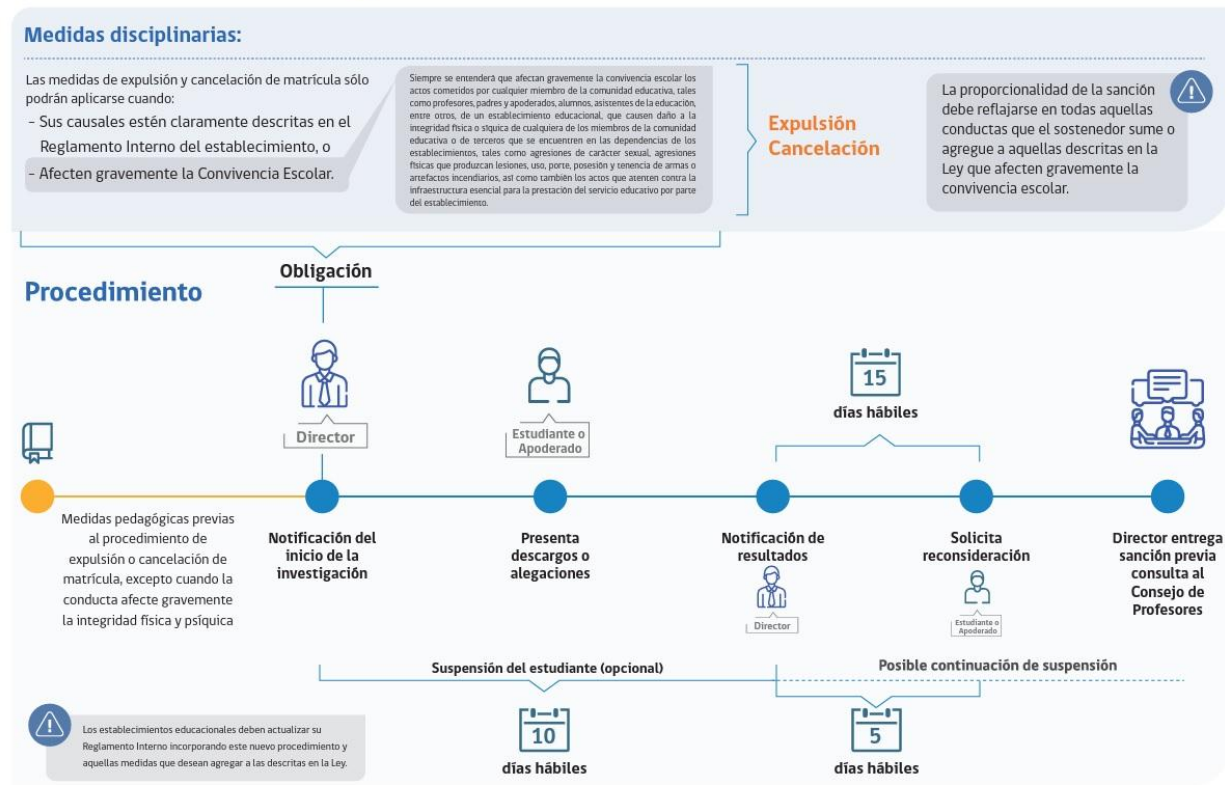 Medidas disciplinarias:
Las medidas de expulsión y cancelación de matrícula sólo
podrán aplicarse cuando:
- Sus causales estén claramente descritas en el
Reglamento Interno del establecimiento, o
- Afecten gravemente la Convivencia Escolar.
Siempre se entenderá que afectan gravemente la convivencia escolar los
actos cometidos por cualquier miembro de la comunidad educativa, tales
como profesores, padres y apoderados, alumnos, asistentes de la educación,
entre otros, de un establecimiento educacional, que causen daño a la
integridad física o síquica de cualquiera de los miembros de la comunidad
educativa o de terceros que se encuentren en las dependencias de los
establecimientos, tales como agresiones de carácter sexual, agresiones
físicas que produzcan lesiones, uso, porte, posesión y tenencia de armas o
artefactos incendiarios, así como también los actos que atenten contra la
infraestructura esencial para la prestación del servicio educativo por parte
del establecimiento.
Expulsión
Cancelación
La proporcionalidad de la sanción
debe reflajarse en todas aquellas
conductas que el sostenedor sume o
agregue a aquellas descritas en la
Ley que afecten gravemente la
convivencia escolar.
Procedimiento
Obligación
Director
Estudiante o
Apoderado
15
días hábiles
Medidas pedagógicas previas
al procedimiento de
expulsión o cancelación de
matrícula, excepto cuando la
conducta afecte gravemente
la integridad física y psíquica
Notificación del
inicio de la
investigación
Presenta
descargos o
alegaciones
Notificación de
resultados
Director
Solicita
reconsideración
Estudiante o
Apoderado
Director entrega
sanción previa
consulta al
Consejo de
Profesores
Suspensión del estudiante (opcional)
Posible continuación de suspensión
10
días hábiles
5
días hábiles
Los establecimientos educacionales deben actualizar su
Reglamento Interno incorporando este nuevo procedimiento y
aquellas medidas que desean agregar a las descritas en la Ley.